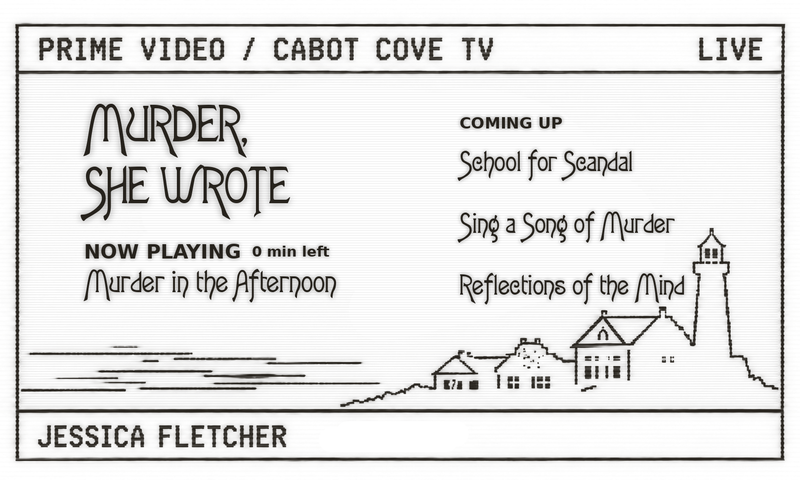 PRIME VIDEO / CABOT COVE TV
LIVE
MURDER,
SHE WROTE
NOW PLAYING 0 min left
Murder in the Afternoon
COMING UP
School for Scandal
Sing a Song of Murder
Reflections of the Mind
JESSICA FLETCHER